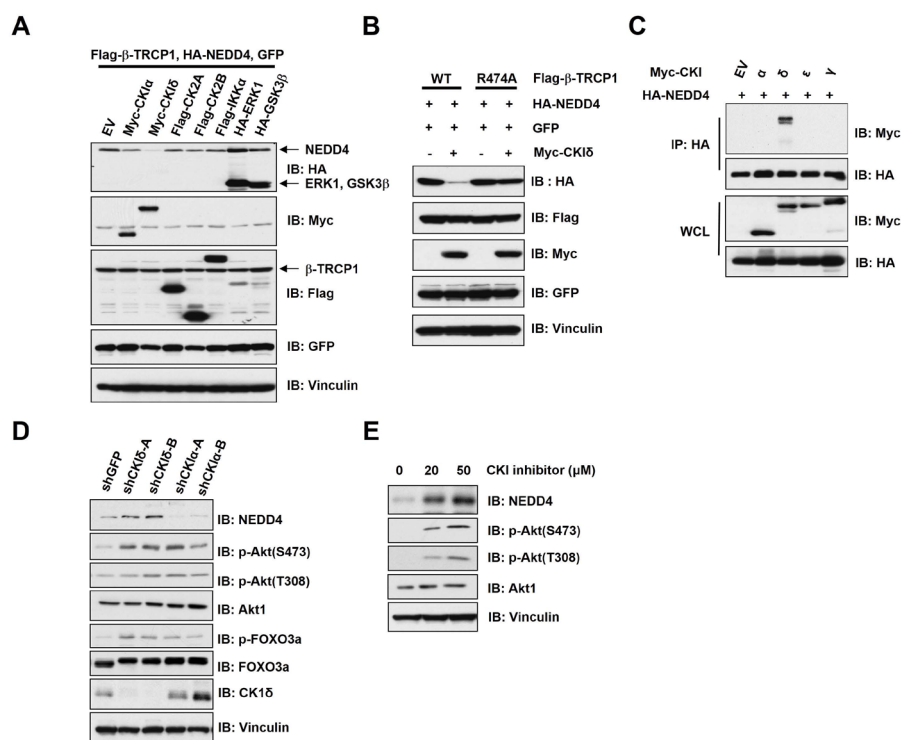 A
Flag-β-TRCP1, HA-NEDD4, GFP
EV
Myc-CKIα
Myc-CKIδ
Flag-CK2A
Flag-CK2B
Flag-IKKα
HA-ERK1
HA-GSK3β
NEDD4
IB: HA
ERK1, GSK3β
IB: Myc
β-TRCP1
IB: Flag
IB: GFP
IB: Vinculin
B
WT R474A Flag-β-TRCP1
+ + + + HA-NEDD4
+ + + + GFP
- + - + Myc-CKIδ
IB : HA
IB: Flag
IB: Myc
IB: GFP
IB: Vinculin
C
Myc-CKI EV α δ ε γ
HA-NEDD4 + + + + +
IP: HA
IB: Myc
IB: HA
WCL
IB: Myc
IB: HA
D
shGFP
shCKIδ-A
shCKIδ-B
shCKIα-A
shCKIα-B
IB: NEDD4
IB: p-Akt(S473)
IB: p-Akt(T308)
IB: Akt1
IB: p-FOXO3a
IB: FOXO3a
IB: CK1δ
IB: Vinculin
E
0 20 50 CKI inhibitor (µM)
IB: NEDD4
IB: p-Akt(S473)
IB: p-Akt(T308)
IB: Akt1
IB: Vinculin